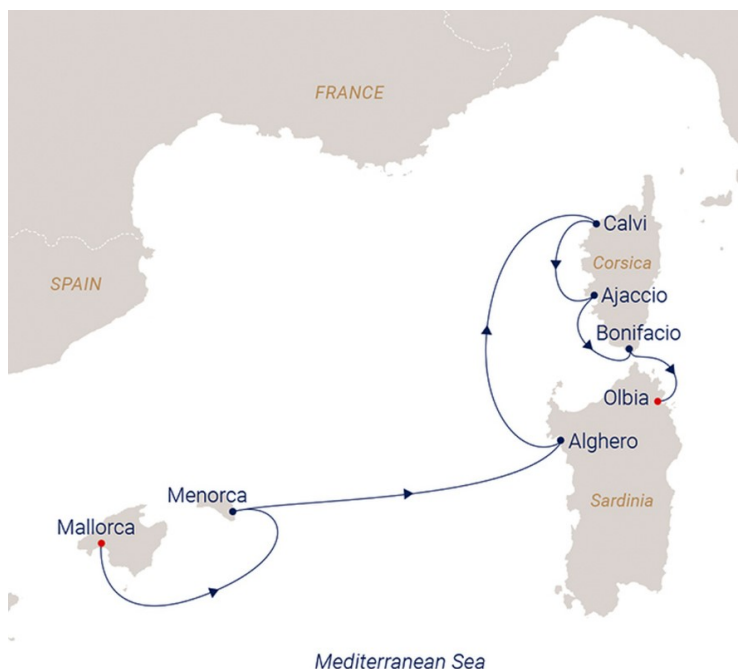 FRANCE
Calvi
Corsica
SPAIN
Ajaccio
Bonifacio
Olbia
Alghero
Menorca
Sardinia
Mallorca
Mediterranean Sea